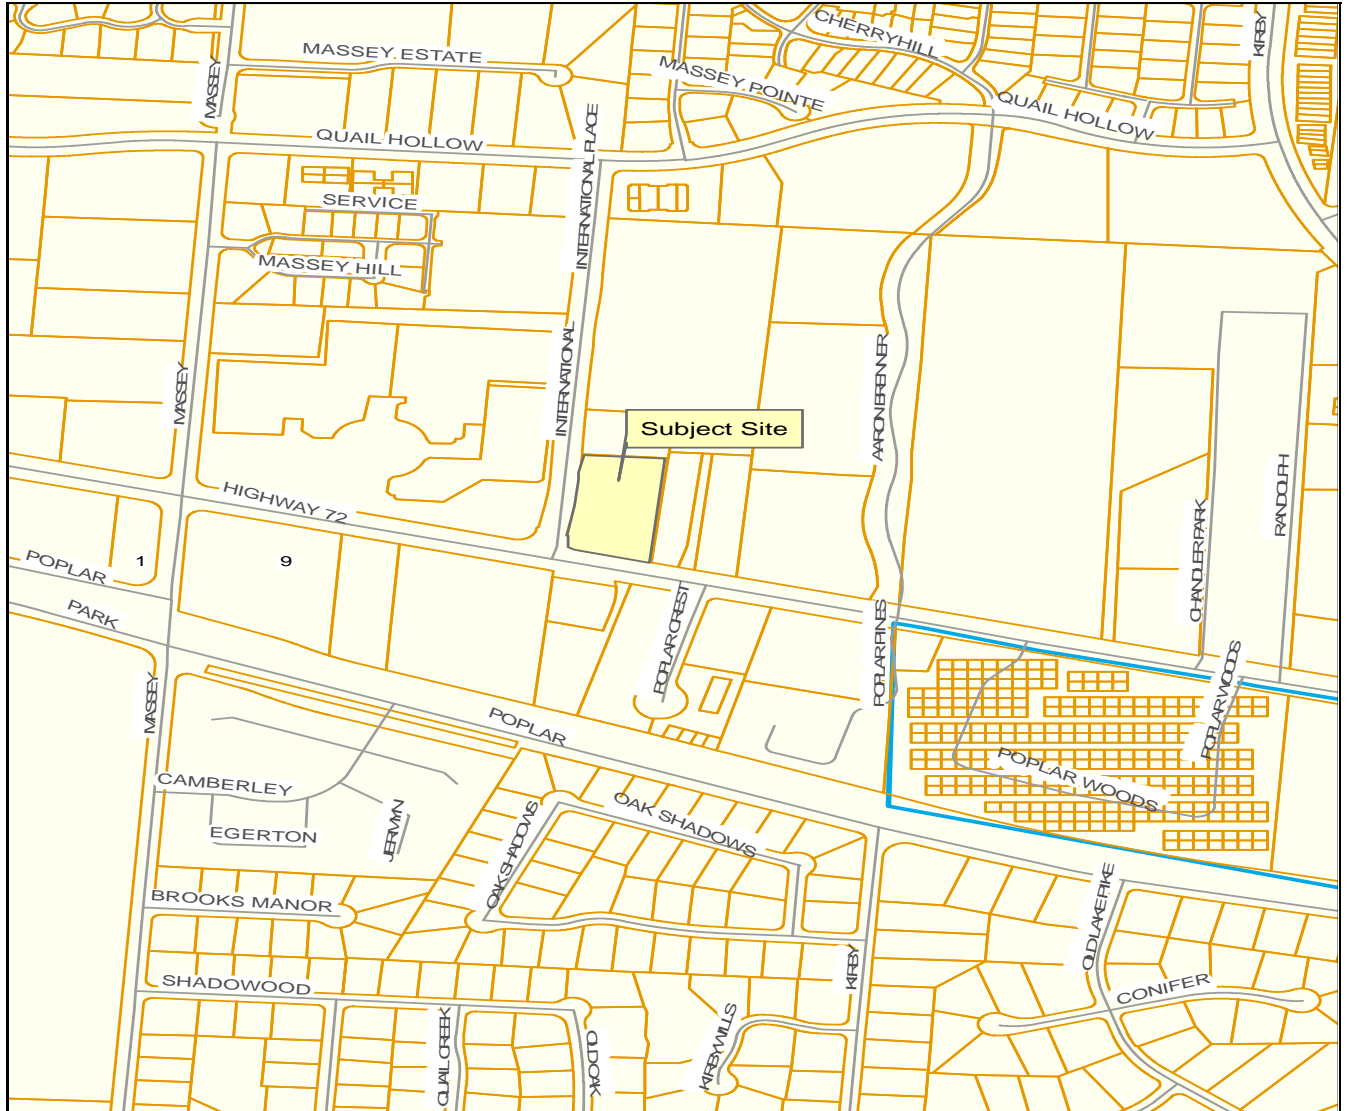 CHERRYHILL
KIRBY
MASSEY ESTATE
MASSEY
MASSEY POINTE
QUAIL HOLLOW
QUAIL HOLLOW
INTERNATIONAL PLACE
SERVICE
MASSEY HILL
INTERNATIONAL
AARON BRENNER
MASSEY
Subject Site
RANDOLPH
HIGHWAY 72
CHANDLER PARK
1
9
POPLAR
PARK
POPLAR CREST
POPLAR PINES
POPLAR WOODS
MASSEY
POPLAR
POPLAR WOODS
CAMBERLEY
OAK SHADOWS
JERMYN
EGERTON
OAK SHADOWS
OLD LAKE PIKE
BROOKS MANOR
KIRBY
SHADOWOOD
CONIFER
QUAIL CREEK
OLD OAK
KIRBY WILLS